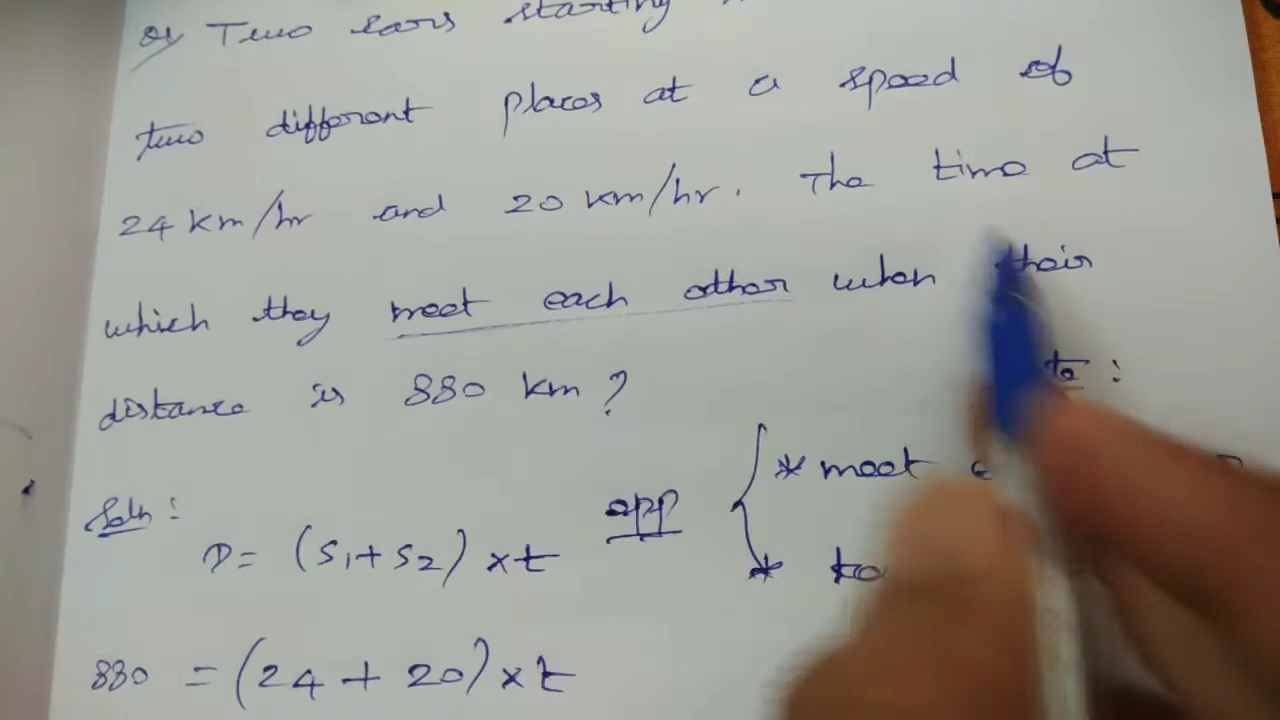 Q) Two cars starting
two different places at a speed of
24 km/hr and 20 km/hr. The time at
which they meet each other when their
distance is 880 km?
* meet
Soln :
app
D = (S1 + S2) × t
*
880 = (24 + 20) × t